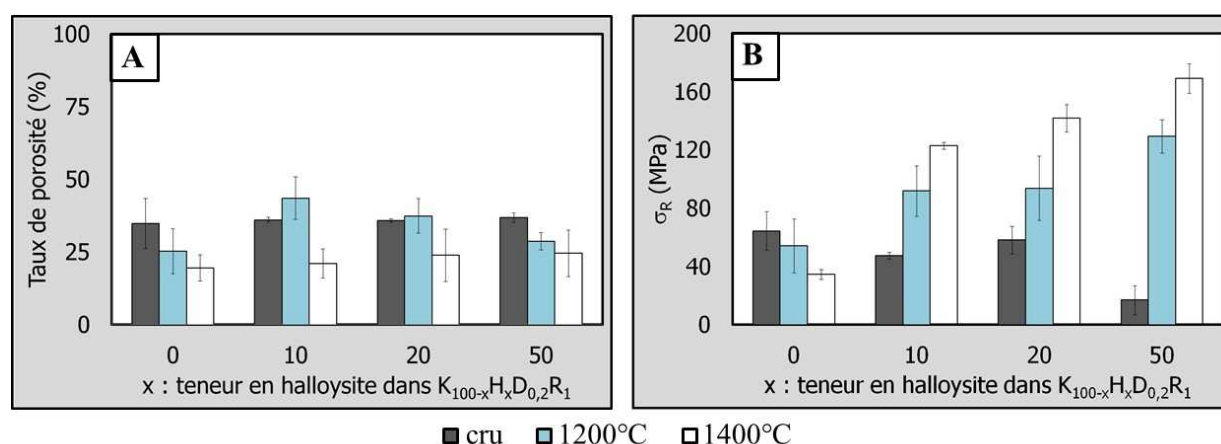 A
Taux de porosité (%)
100
75
50
25
0
0 10 20 50
x : teneur en halloysite dans K100-xHxD0,2R1
B
σR (MPa)
200
160
120
80
40
0
0 10 20 50
x : teneur en halloysite dans K100-xHxD0,2R1
cru 1200°C 1400°C